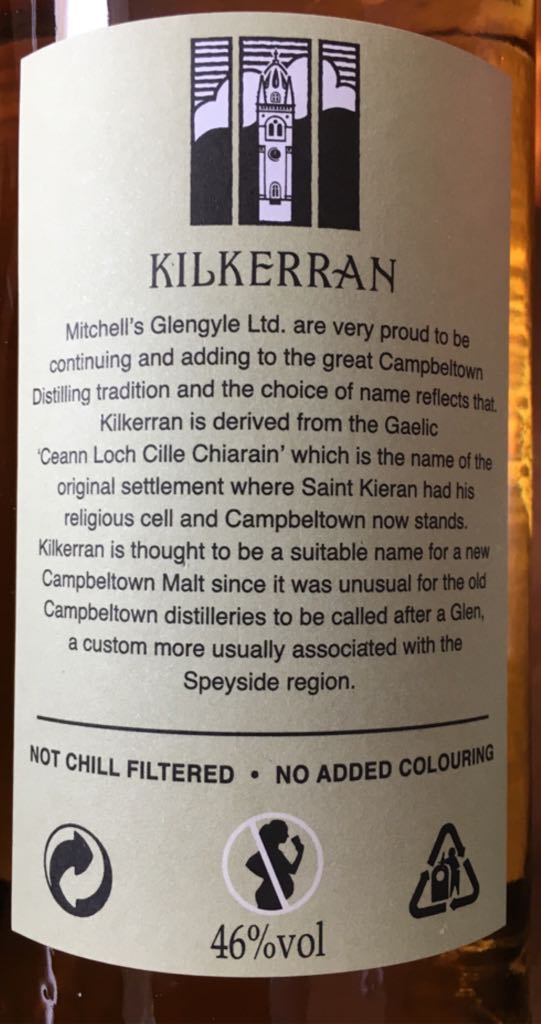 KILKERRAN
Mitchell's Glengyle Ltd. are very proud to be
continuing and adding to the great Campbeltown
Distilling tradition and the choice of name reflects that.
Kilkerran is derived from the Gaelic
'Ceann Loch Cille Chiarain' which is the name of the
original settlement where Saint Kieran had his
religious cell and Campbeltown now stands.
Kilkerran is thought to be a suitable name for a new
Campbeltown Malt since it was unusual for the old
Campbeltown distilleries to be called after a Glen,
a custom more usually associated with the
Speyside region.
NOT CHILL FILTERED • NO ADDED COLOURING
46%vol